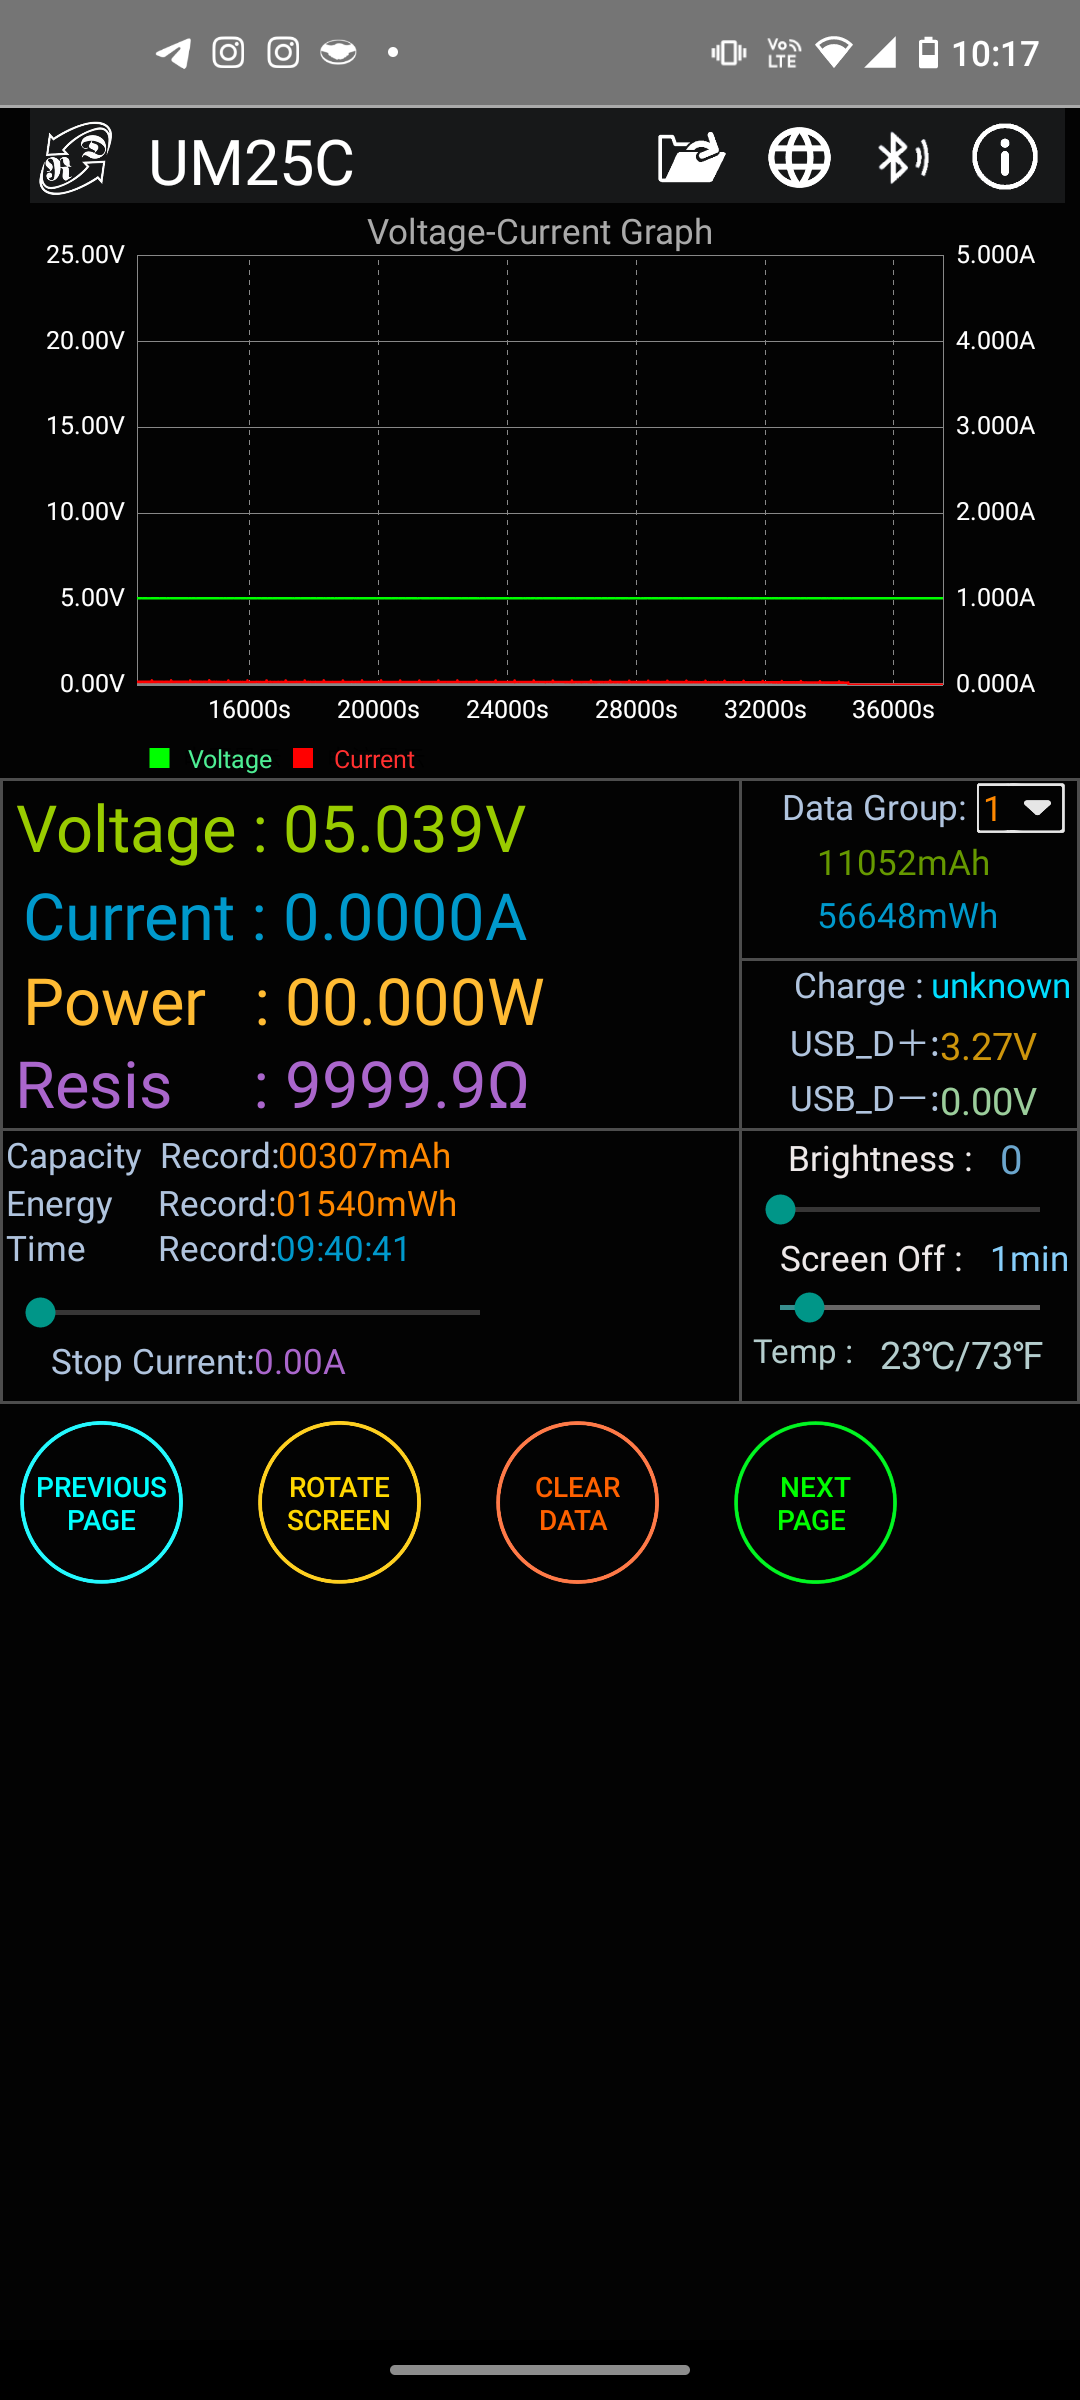 10:17
UM25C
Voltage-Current Graph
25.00V 5.000A
20.00V 4.000A
15.00V 3.000A
10.00V 2.000A
5.00V 1.000A
0.00V 0.000A
16000s 20000s 24000s 28000s 32000s 36000s
Voltage Current
Voltage : 05.039V
Current : 0.0000A
Power : 00.000W
Resis : 9999.9Ω
Data Group: 1
11052mAh
56648mWh
Charge : unknown
USB_D+:3.27V
USB_D-:0.00V
Capacity Record:00307mAh
Energy Record:01540mWh
Time Record:09:40:41
Stop Current:0.00A
Brightness : 0
Screen Off : 1min
Temp : 23℃/73℉
PREVIOUS PAGE
ROTATE SCREEN
CLEAR DATA
NEXT PAGE